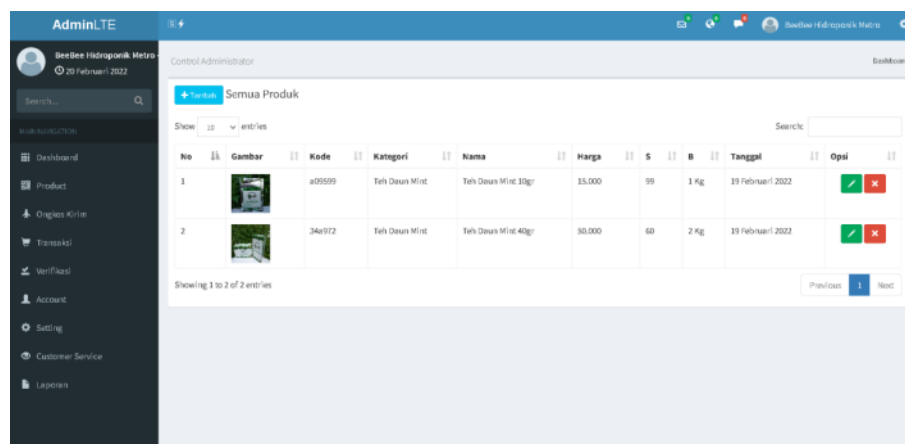 AdminLTE
BeeBee Hidroponik Metro
BeeBee Hidroponik Metro -
20 Februari 2022
Control Administrator
Dashboar
Search...
+ Tambah Semua Produk
MAIN NAVIGATION
Show 10 entries
Search:
Dashboard
Product
Ongkos Kirim
Transaksi
Verifikasi
Account
Setting
Customer Service
Laporan
No Gambar Kode Kategori Nama Harga S B Tanggal Opsi
1 a09599 Teh Daun Mint Teh Daun Mint 10gr 15.000 99 1 Kg 19 Februari 2022
2 34a972 Teh Daun Mint Teh Daun Mint 40gr 50.000 60 2 Kg 19 Februari 2022
Showing 1 to 2 of 2 entries
Previous 1 Next